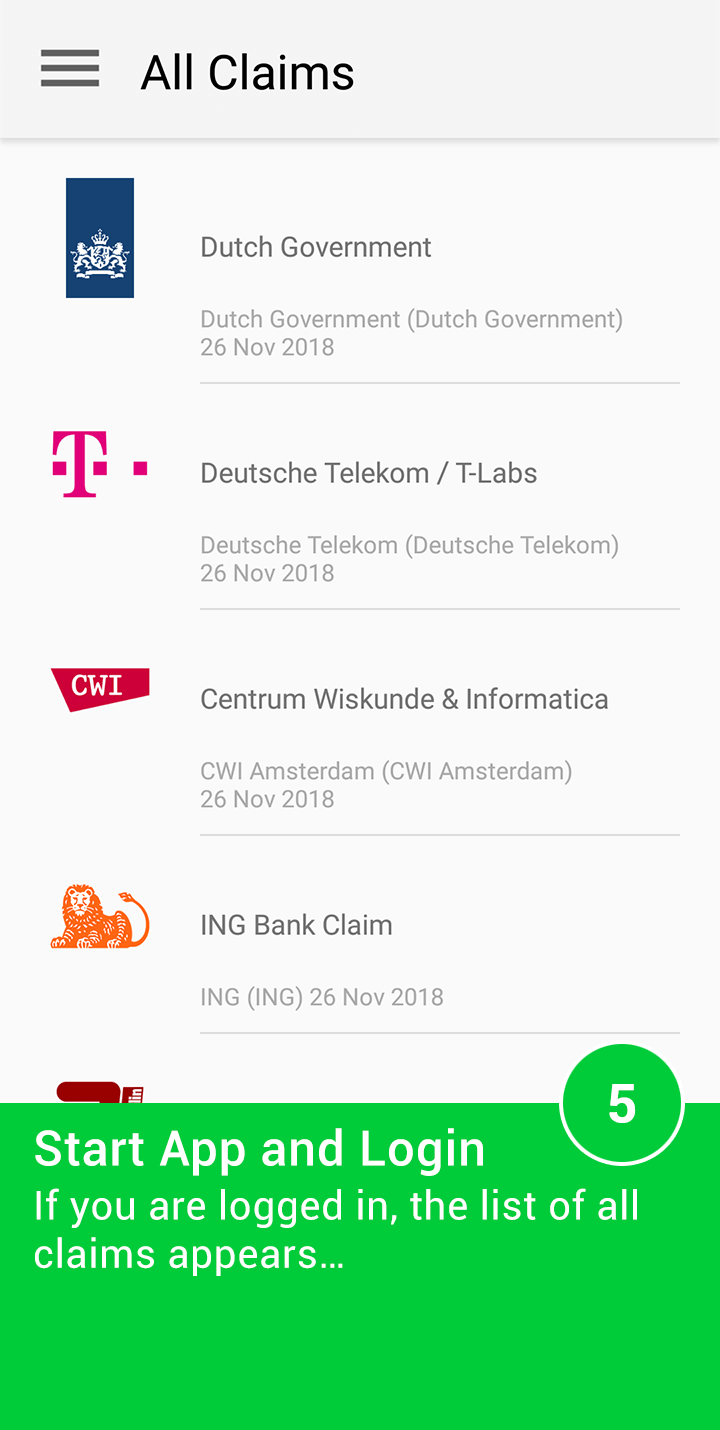 All Claims
Dutch Government
Dutch Government (Dutch Government)
26 Nov 2018
T
Deutsche Telekom / T-Labs
Deutsche Telekom (Deutsche Telekom)
26 Nov 2018
CWI
Centrum Wiskunde & Informatica
CWI Amsterdam (CWI Amsterdam)
26 Nov 2018
ING Bank Claim
ING (ING) 26 Nov 2018
5
Start App and Login
If you are logged in, the list of all
claims appears...